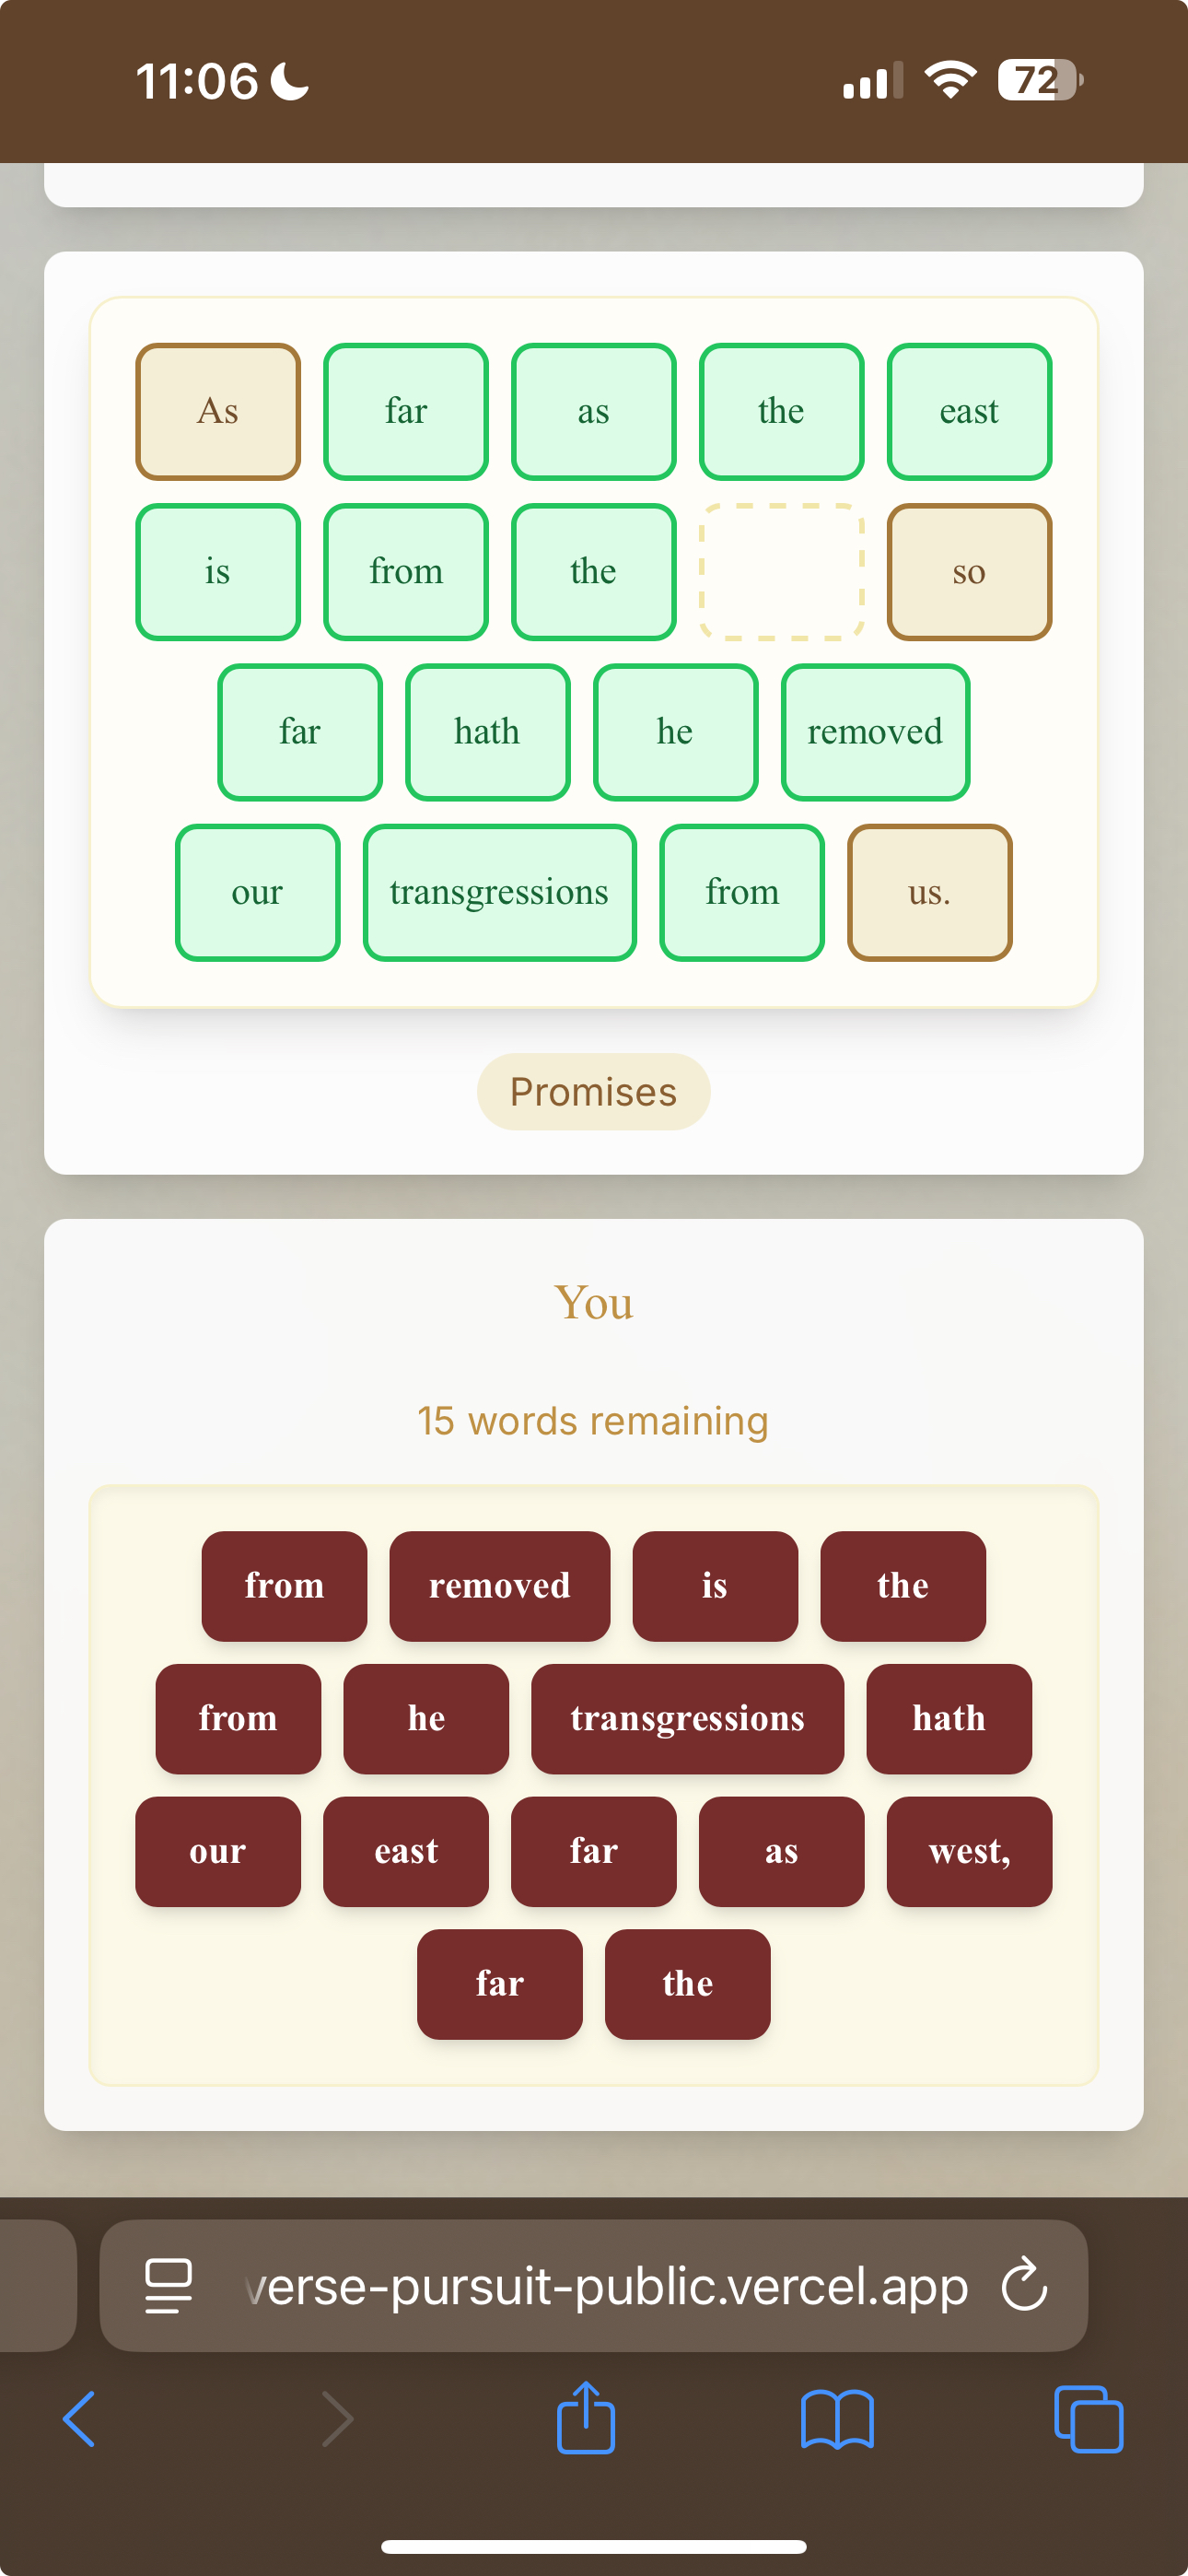 11:06 72
As far as the east
is from the so
far hath he removed
our transgressions from us.
Promises
You
15 words remaining
from removed is the
from he transgressions hath
our east far as west,
far the
verse-pursuit-public.vercel.app